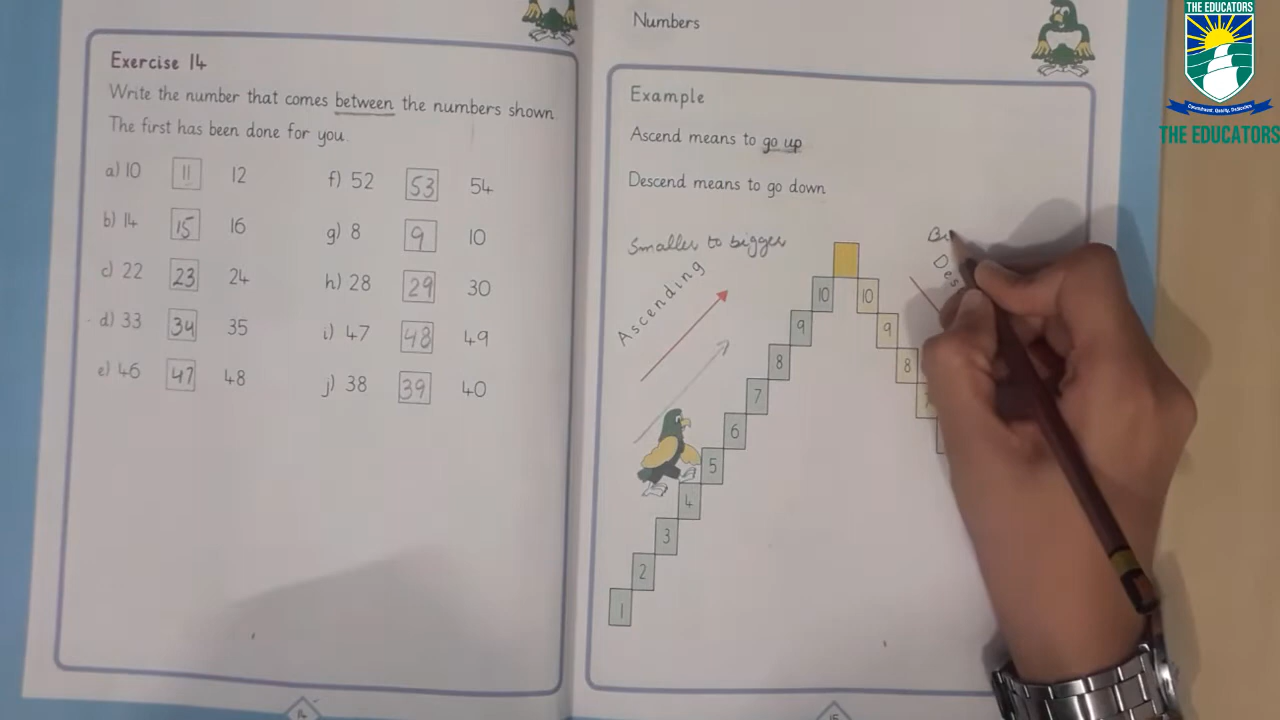 Exercise 14
Write the number that comes between the numbers shown
The first has been done for you.
a) 10 11 12
b) 14 15 16
c) 22 23 24
d) 33 34 35
e) 46 47 48
f) 52 53 54
g) 8 9 10
h) 28 29 30
i) 47 48 49
j) 38 39 40
14
Numbers
Example
Ascend means to go up
Descend means to go down
Smaller to bigger
Ascending
1
2
3
4
5
6
7
8
9
10
10
9
8
7
Des
15
THE EDUCATORS
THE EDUCATORS